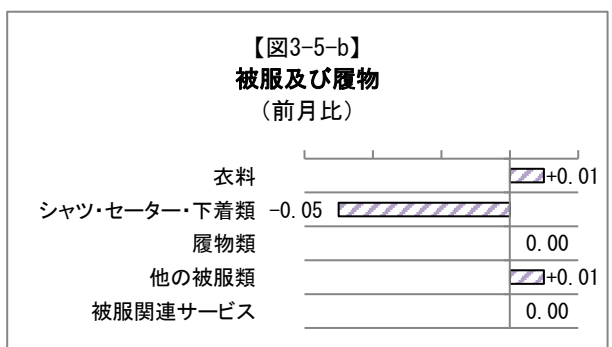 【図3-5-b】
被服及び履物
（前月比）
衣料 +0.01
シャツ・セーター・下着類 -0.05
履物類 0.00
他の被服類 +0.01
被服関連サービス 0.00